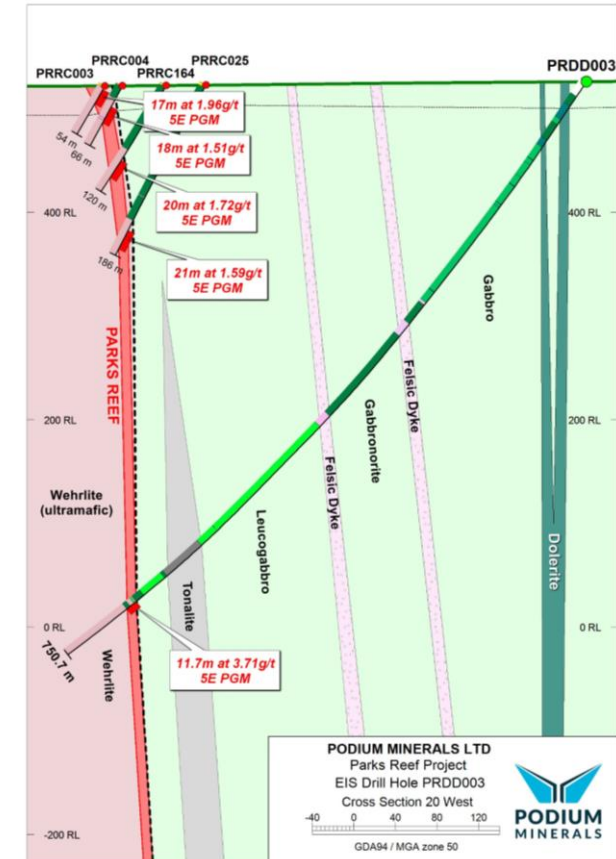 PRRC004
PRRC025
PRDD003
PRRC003
PRRC164
17m at 1.96g/t
5E PGM
18m at 1.51g/t
5E PGM
20m at 1.72g/t
5E PGM
21m at 1.59g/t
5E PGM
54 m
66 m
120 m
186 m
400 RL
400 RL
PARKS REEF
Gabbro
Felsic Dyke
Gabbronorite
Felsic Dyke
Leucogabbro
Tonalite
Dolerite
200 RL
200 RL
Wehrlite
(ultramafic)
0 RL
0 RL
750.7 m
Wehrlite
11.7m at 3.71g/t
5E PGM
-200 RL
PODIUM MINERALS LTD
Parks Reef Project
EIS Drill Hole PRDD003
Cross Section 20 West
-40 0 40 80 120
GDA94 / MGA zone 50
PODIUM
MINERALS